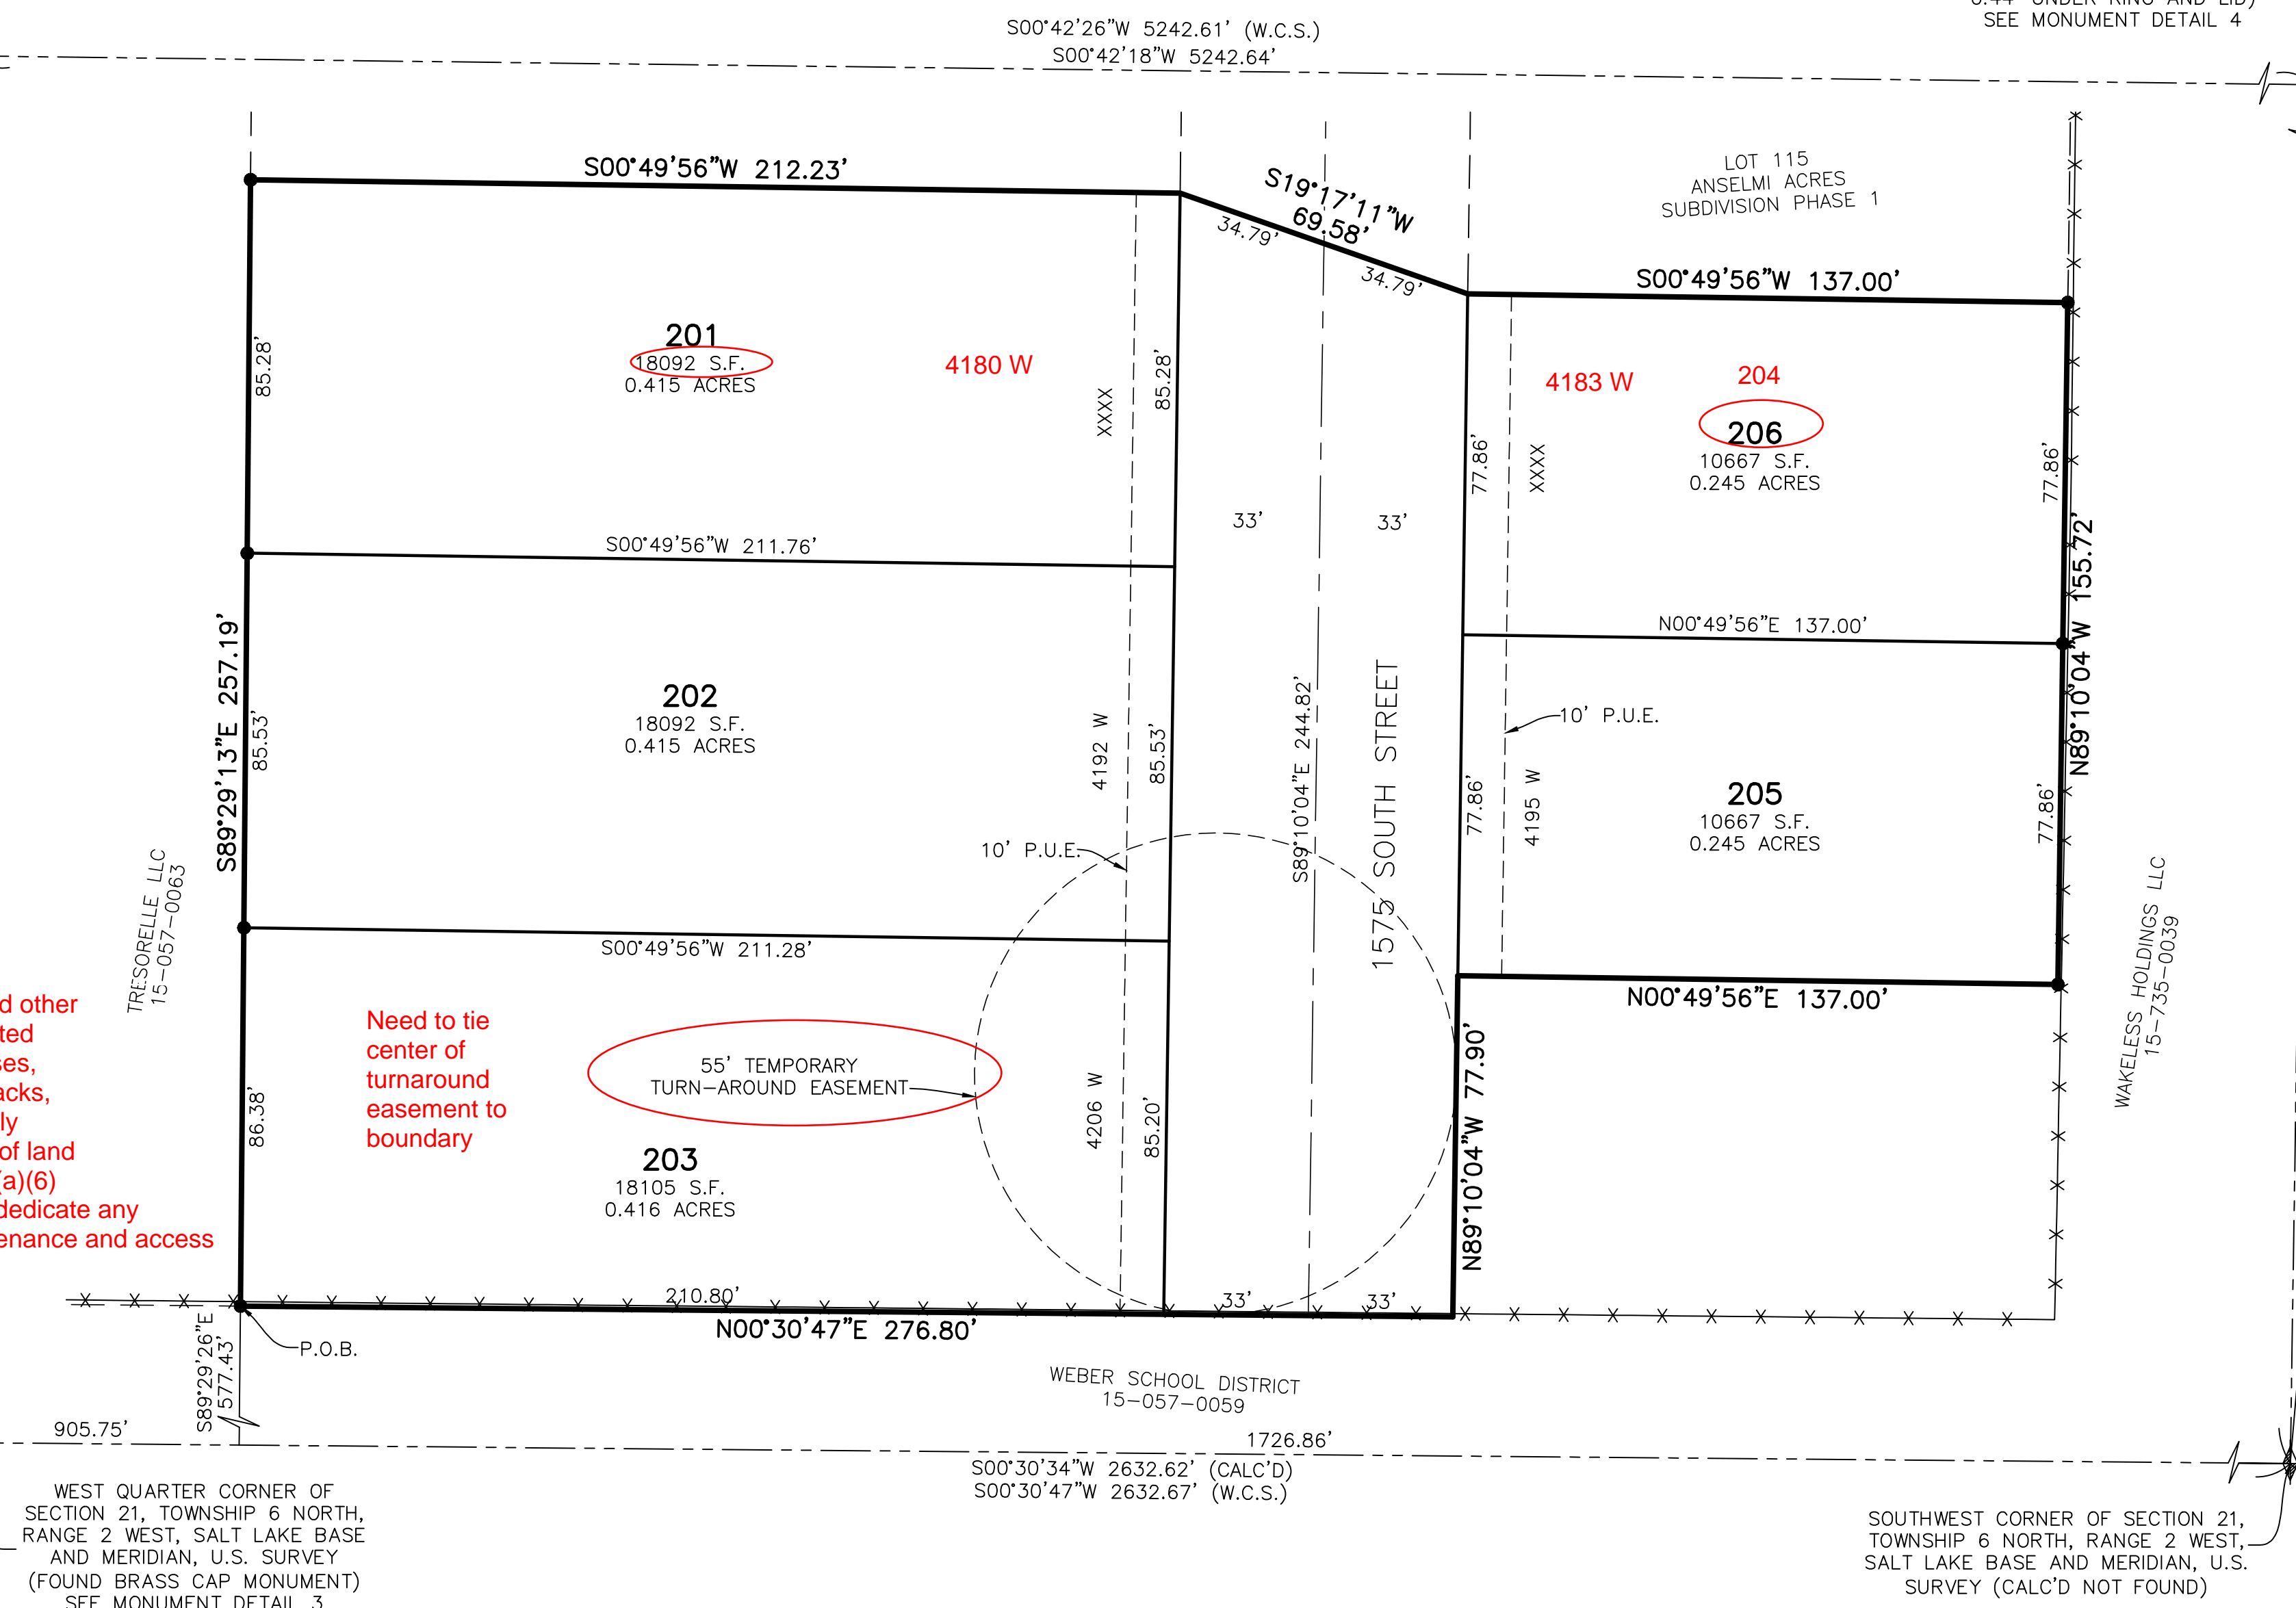 S00°42'26"W 5242.61' (W.C.S.)
S00°42'18"W 5242.64'
SEE MONUMENT DETAIL 4
S00°49'56"W 212.23'
S19°17'11"W
69.58'
34.79'
34.79'
LOT 115
ANSELMI ACRES
SUBDIVISION PHASE 1
S00°49'56"W 137.00'
201
18092 S.F.
0.415 ACRES
4180 W
85.28'
85.28'
XXXX
4183 W
204
206
10667 S.F.
0.245 ACRES
77.86'
XXXX
77.86'
33'
33'
S00°49'56"W 211.76'
N00°49'56"E 137.00'
N89°10'04"W 155.72'
S89°29'13"E 257.19'
202
18092 S.F.
0.415 ACRES
85.53'
4192 W
85.53'
10' P.U.E.
S89°10'04"E 244.82'
1575 SOUTH STREET
10' P.U.E.
77.86'
4195 W
205
10667 S.F.
0.245 ACRES
77.86'
TRESORELLE LLC
15-057-0063
WAKELESS HOLDINGS LLC
15-735-0039
S00°49'56"W 211.28'
N00°49'56"E 137.00'
d other
ted
ses,
acks,
ly
of land
(a)(6)
dedicate any
enance and access
Need to tie
center of
turnaround
easement to
boundary
55' TEMPORARY
TURN-AROUND EASEMENT
86.38'
4206 W
85.20'
N89°10'04"W 77.90'
203
18105 S.F.
0.416 ACRES
210.80'
33'
33'
N00°30'47"E 276.80'
P.O.B.
S89°29'26"E
577.43'
WEBER SCHOOL DISTRICT
15-057-0059
905.75'
1726.86'
S00°30'34"W 2632.62' (CALC'D)
S00°30'47"W 2632.67' (W.C.S.)
WEST QUARTER CORNER OF
SECTION 21, TOWNSHIP 6 NORTH,
RANGE 2 WEST, SALT LAKE BASE
AND MERIDIAN, U.S. SURVEY
(FOUND BRASS CAP MONUMENT)
SEE MONUMENT DETAIL 3
SOUTHWEST CORNER OF SECTION 21,
TOWNSHIP 6 NORTH, RANGE 2 WEST,
SALT LAKE BASE AND MERIDIAN, U.S.
SURVEY (CALC'D NOT FOUND)